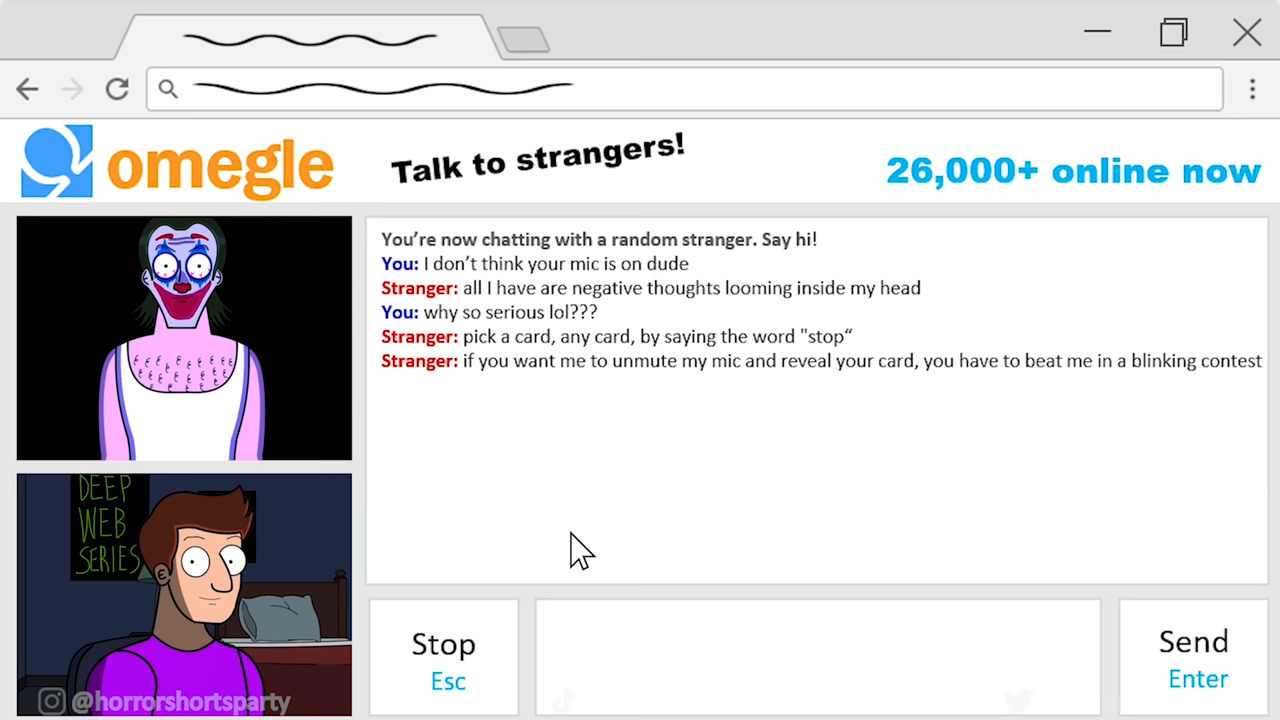 omegle
Talk to strangers!
26,000+ online now
You’re now chatting with a random stranger. Say hi!
You: I don’t think your mic is on dude
Stranger: all I have are negative thoughts looming inside my head
You: why so serious lol???
Stranger: pick a card, any card, by saying the word "stop“
Stranger: if you want me to unmute my mic and reveal your card, you have to beat me in a blinking contest
DEEP
WEB
SERIES
Stop
Esc
Send
Enter
@horrorshortsparty